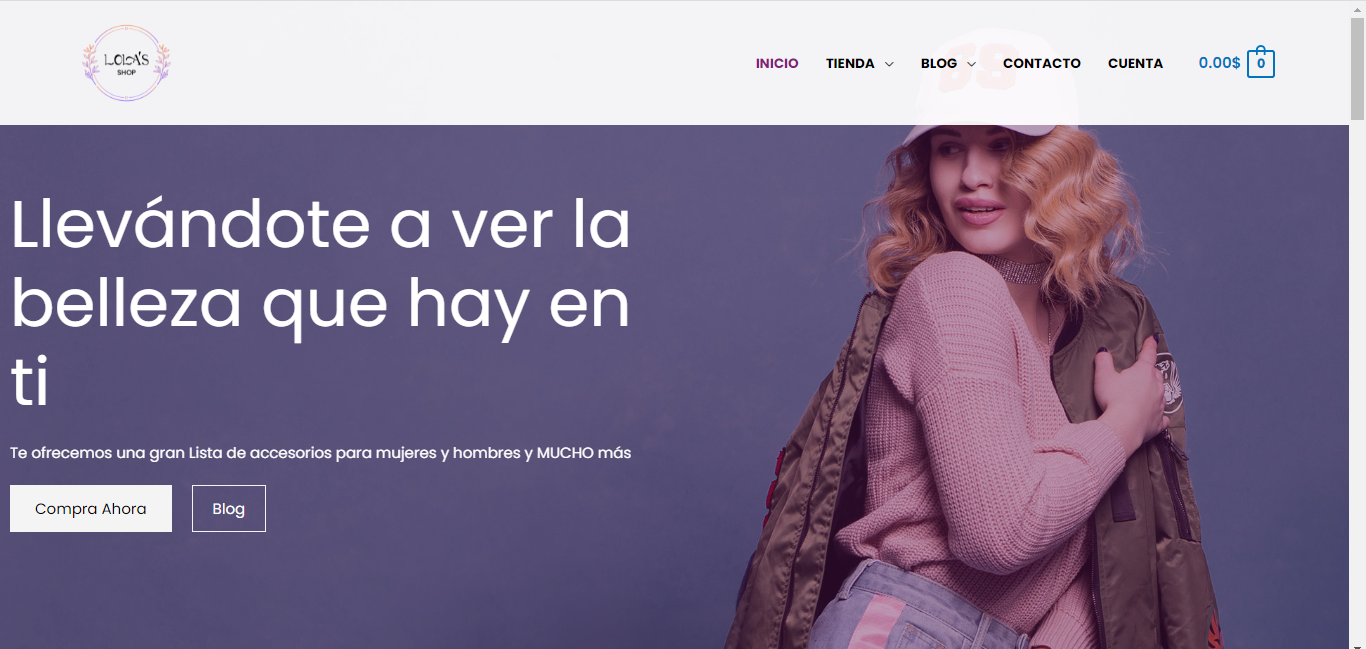 LOLA'S
SHOP
INICIO TIENDA BLOG CONTACTO CUENTA 0.00$ 0
69
Llevándote a ver la
belleza que hay en
ti
Te ofrecemos una gran Lista de accesorios para mujeres y hombres y MUCHO más
Compra Ahora Blog